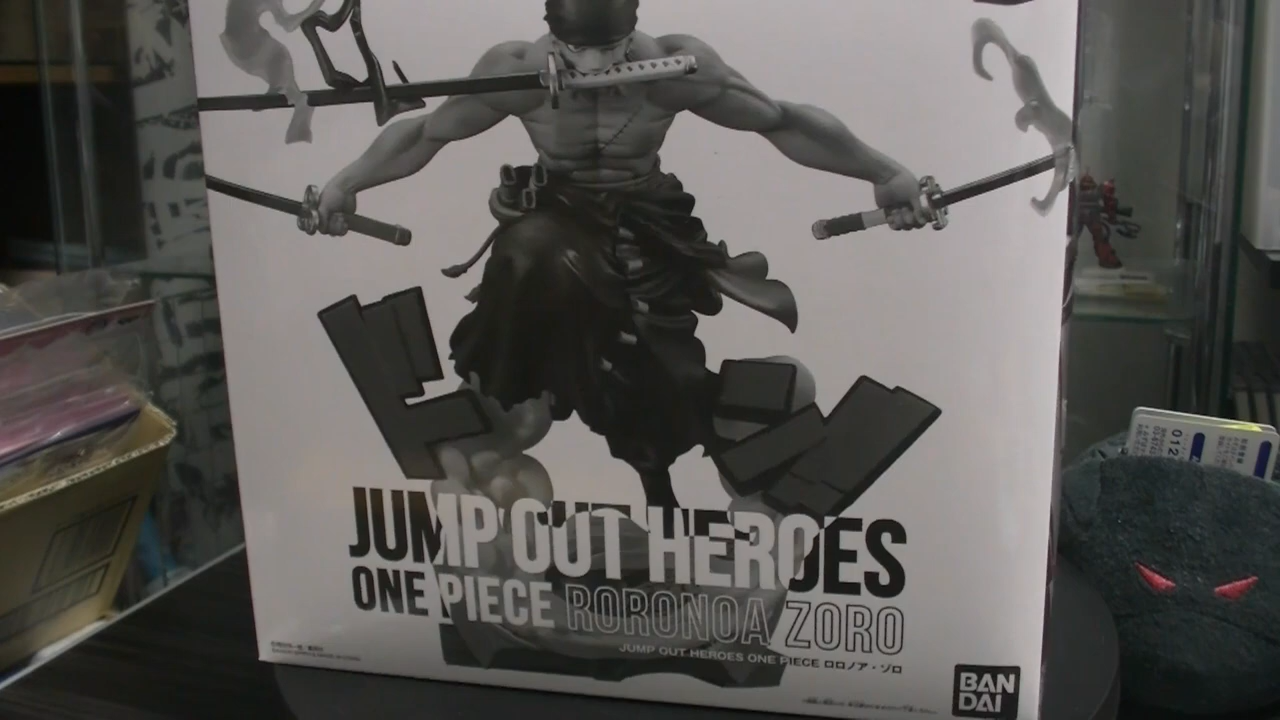 JUMP OUT HEROES
ONE PIECE RORONOA ZORO
JUMP OUT HEROES ONE PIECE ロロノア・ゾロ
BAN
DAI